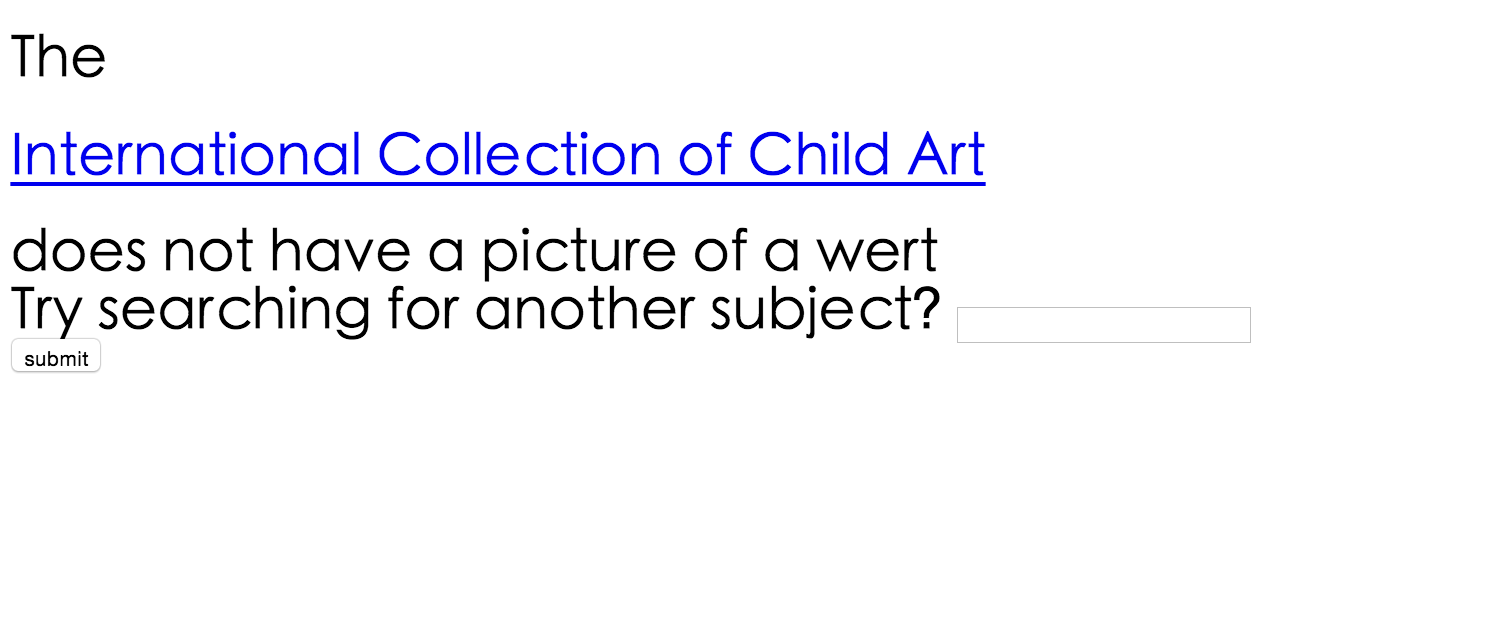 The
International Collection of Child Art
does not have a picture of a wert
Try searching for another subject?
submit